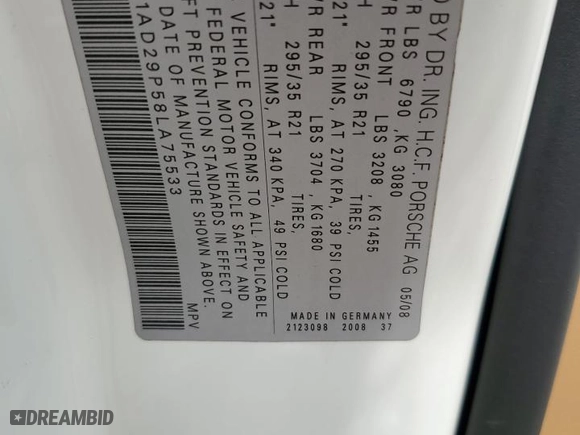 D BY DR. ING. H.C.F. PORSCHE AG 05/08
R LBS 6790 ,KG 3080
R FRONT LBS 3208 , KG 1455
H 295/35 R21 TIRES,
21" RIMS, AT 270 KPA, 39 PSI COLD
R REAR LBS 3704 , KG 1680
H 295/35 R21 TIRES,
21" RIMS, AT 340 KPA, 49 PSI COLD
VEHICLE CONFORMS TO ALL APPLICABLE
FEDERAL MOTOR VEHICLE SAFETY AND
FT PREVENTION STANDARDS IN EFFECT ON
DATE OF MANUFACTURE SHOWN ABOVE.
1AD29P58LA75533 MPV
MADE IN GERMANY
2123098 2008 37
DREAMBID